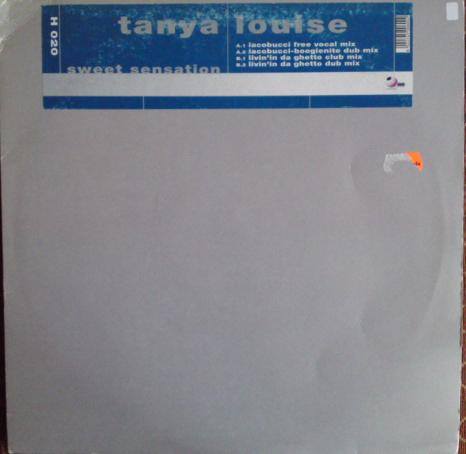 H 020
tanya louise
sweet sensation
A.1 iacobucci free vocal mix
A.2 iacobucci-boogienite dub mix
B.1 livin'in da ghetto club mix
B.2 livin'in da ghetto dub mix